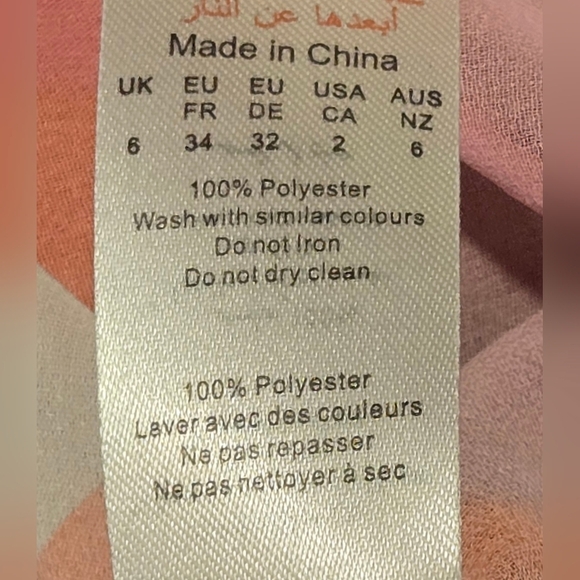 أبعدها عن النار
Made in China
UK EU EU USA AUS
FR DE CA NZ
6 34 32 2 6
100% Polyester
Wash with similar colours
Do not Iron
Do not dry clean
100% Polyester
Laver avec des couleurs
Ne pas repasser
Ne pas nettoyer à sec